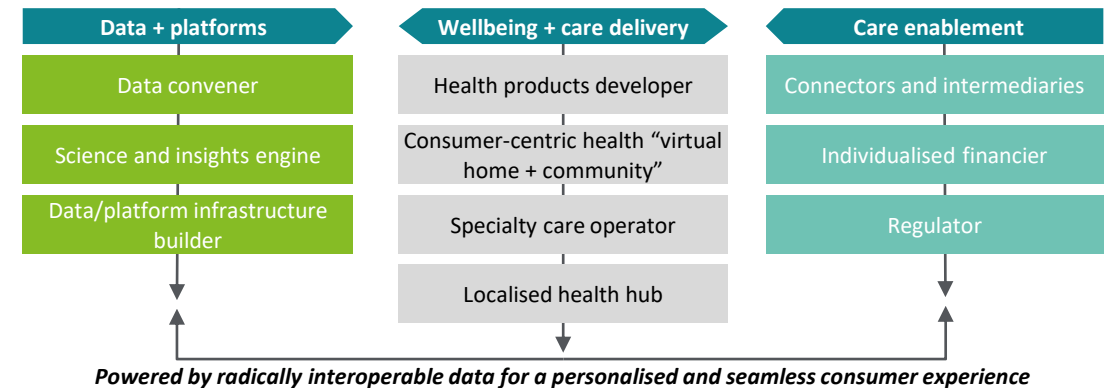 Data + platforms
Data convener
Science and insights engine
Data/platform infrastructure
builder
Wellbeing + care delivery
Health products developer
Consumer-centric health “virtual
home + community”
Specialty care operator
Localised health hub
Care enablement
Connectors and intermediaries
Individualised financier
Regulator
Powered by radically interoperable data for a personalised and seamless consumer experience